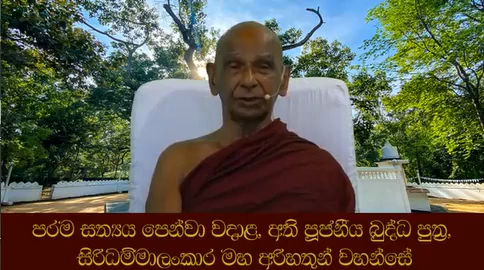 පරම සත්‍යය පෙන්වා වදාළ, අති පූජනීය බුද්ධ පුත්‍ර,
සිරිධම්මාලංකාර මහ අරිහතුන් වහන්සේ